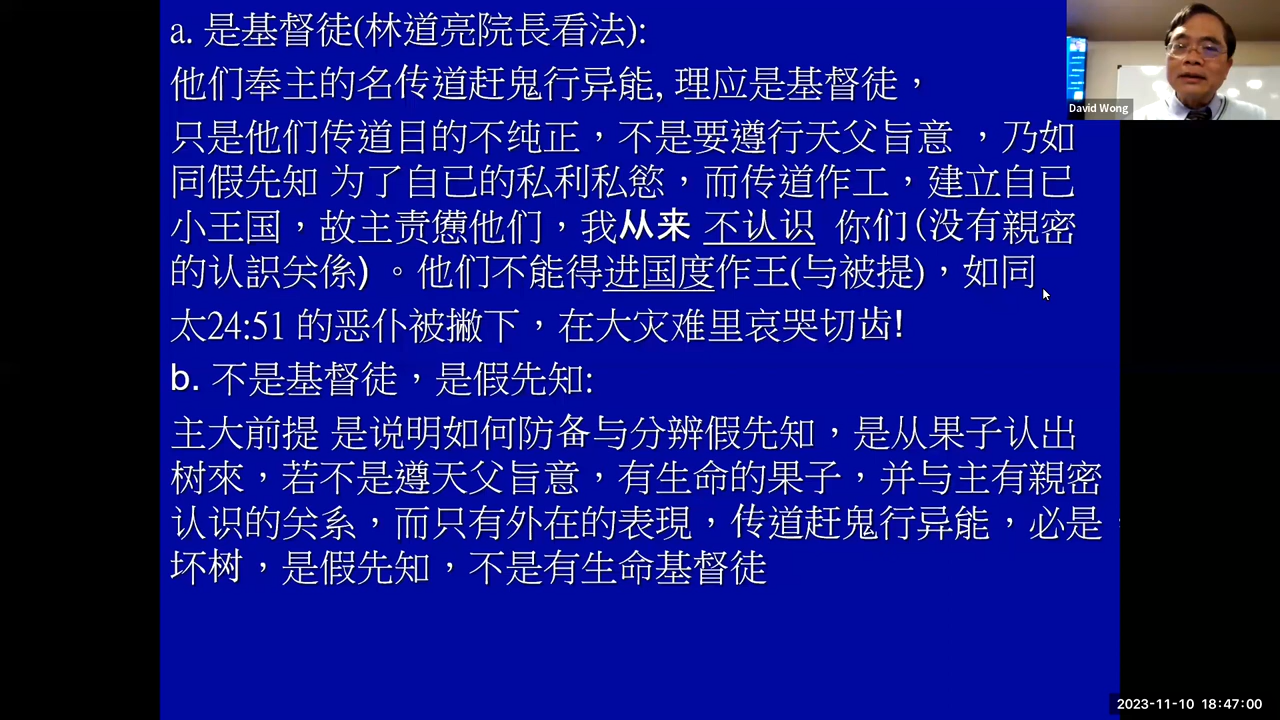 a. 是基督徒(林道亮院長看法):
他们奉主的名传道赶鬼行异能, 理应是基督徒，
只是他们传道目的不纯正，不是要遵行天父旨意 ，乃如
同假先知 为了自已的私利私慾，而传道作工，建立自已
小王国，故主责偱他们，我从来 不认识 你们(没有親密
的认訳关係) 。他们不能得进国度作王(与被提)，如同
太24:51 的恶仆被撇下，在大灾难里哀哭切齿!
b. 不是基督徒，是假先知:
主大前提 是说明如何防备与分辨假先知，是从果子认出
树來，若不是遵天父旨意，有生命的果子，并与主有親密
认识的关系，而只有外在的表現，传道赶鬼行异能，必是
坏树，是假先知，不是有生命基督徒
David Wong
2023-11-10 18:47:00